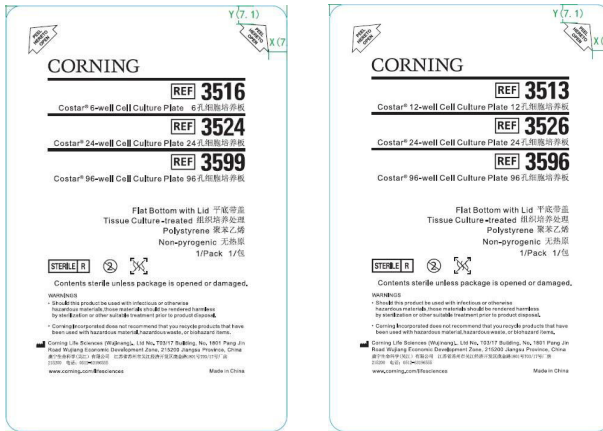 Y(7.1)
X(7
PEEL
HERE TO
OPEN
CORNING
REF 3516
Costar® 6-well Cell Culture Plate 6孔细胞培养板
REF 3524
Costar® 24-well Cell Culture Plate 24孔细胞培养板
REF 3599
Costar® 96-well Cell Culture Plate 96孔细胞培养板
Flat Bottom with Lid 平底带盖
Tissue Culture-treated 组织培养处理
Polystyrene 聚苯乙烯
Non-pyrogenic 无热原
1/Pack 1/包
STERILE R
2
Contents sterile unless package is opened or damaged.
WARNINGS
• Should this product be used with infectious or otherwise
hazardous materials, those materials should be rendered harmless
by sterilization or other suitable treatment prior to product disposal.
• Corning Incorporated does not recommend that you recycle products that have
been used with hazardous material, hazardous waste, or biohazard items.
Corning Life Sciences (Wujiang), Ltd No, T03/17 Building, No, 1801 Pang Jin
Road Wujiang Economic Development Zone, 215200 Jiangsu Province, China
www.corning.com/lifesciences Made in China
Y(7.1)
X(
PEEL
HERE TO
OPEN
CORNING
REF 3513
Costar® 12-well Cell Culture Plate 12孔细胞培养板
REF 3526
Costar® 24-well Cell Culture Plate 24孔细胞培养板
REF 3596
Costar® 96-well Cell Culture Plate 96孔细胞培养板
Flat Bottom with Lid 平底带盖
Tissue Culture-treated 组织培养处理
Polystyrene 聚苯乙烯
Non-pyrogenic 无热原
1/Pack 1/包
STERILE R
2
Contents sterile unless package is opened or damaged.
WARNINGS
• Should this product be used with infectious or otherwise
hazardous materials, those materials should be rendered harmless
by sterilization or other suitable treatment prior to product disposal.
• Corning Incorporated does not recommend that you recycle products that have
been used with hazardous material, hazardous waste, or biohazard items.
Corning Life Sciences (Wujiang), Ltd No, T03/17 Building, No, 1801 Pang Jin
Road Wujiang Economic Development Zone, 215200 Jiangsu Province, China
www.corning.com/lifesciences Made in China